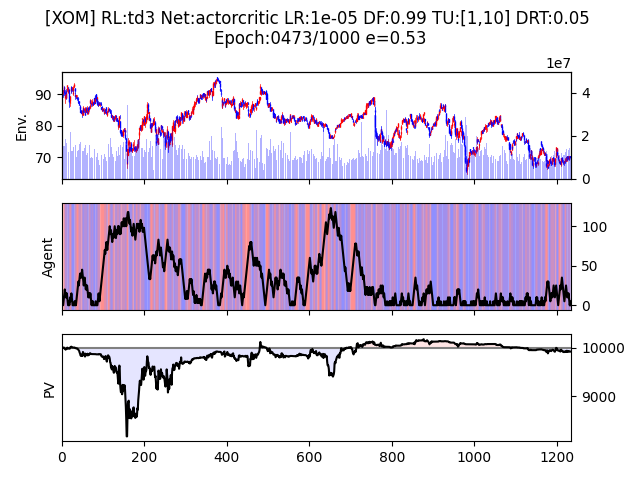 [XOM] RL:td3 Net:actorcritic LR:1e-05 DF:0.99 TU:[1,10] DRT:0.05
Epoch:0473/1000 e=0.53
1e7
Env.
90
80
70
4
2
0
Agent
100
50
0
PV
10000
9000
0 200 400 600 800 1000 1200